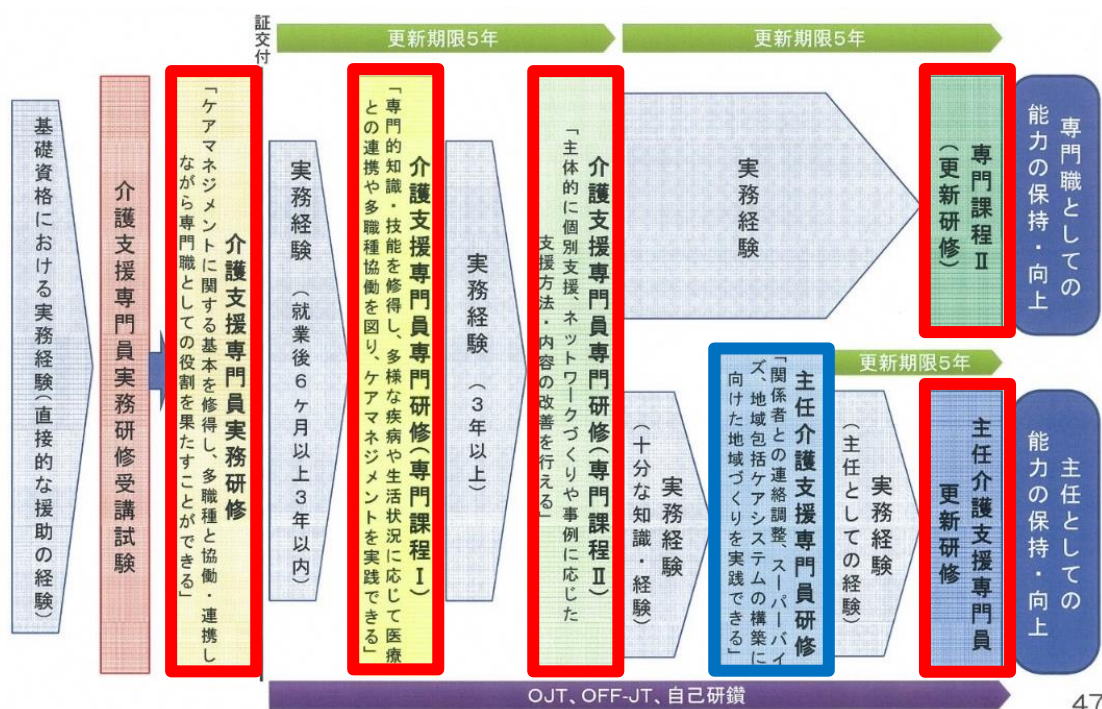 証交付
更新期限5年
更新期限5年
基礎資格における実務経験(直接的な援助の経験)
介護支援専門員実務研修受講試験
介護支援専門員実務研修
「ケアマネジメントに関する基本を修得し、多職種と協働・連携し
ながら専門職としての役割を果たすことができる」
実務経験 (就業後6ヶ月以上3年以内)
介護支援専門員専門研修(専門課程Ⅰ)
「専門的知識・技能を修得し、多様な疾病や生活状況に応じて医療
との連携や多職種協働を図り、ケアマネジメントを実践できる」
実務経験 (3年以上)
介護支援専門員専門研修(専門課程Ⅱ)
「主体的に個別支援、ネットワークづくりや事例に応じた
支援方法・内容の改善を行える」
実務経験
専門課程Ⅱ
(更新研修)
専門職としての
能力の保持・向上
実務経験
(十分な知識・経験)
主任介護支援専門員研修
「関係者との連絡調整、スーパーバイ
ズ、地域包括ケアシステムの構築に
向けた地域づくりを実践できる」
更新期限5年
実務経験
(主任としての経験)
主任介護支援専門員
更新研修
主任としての
能力の保持・向上
OJT、OFF-JT、自己研鑽
47